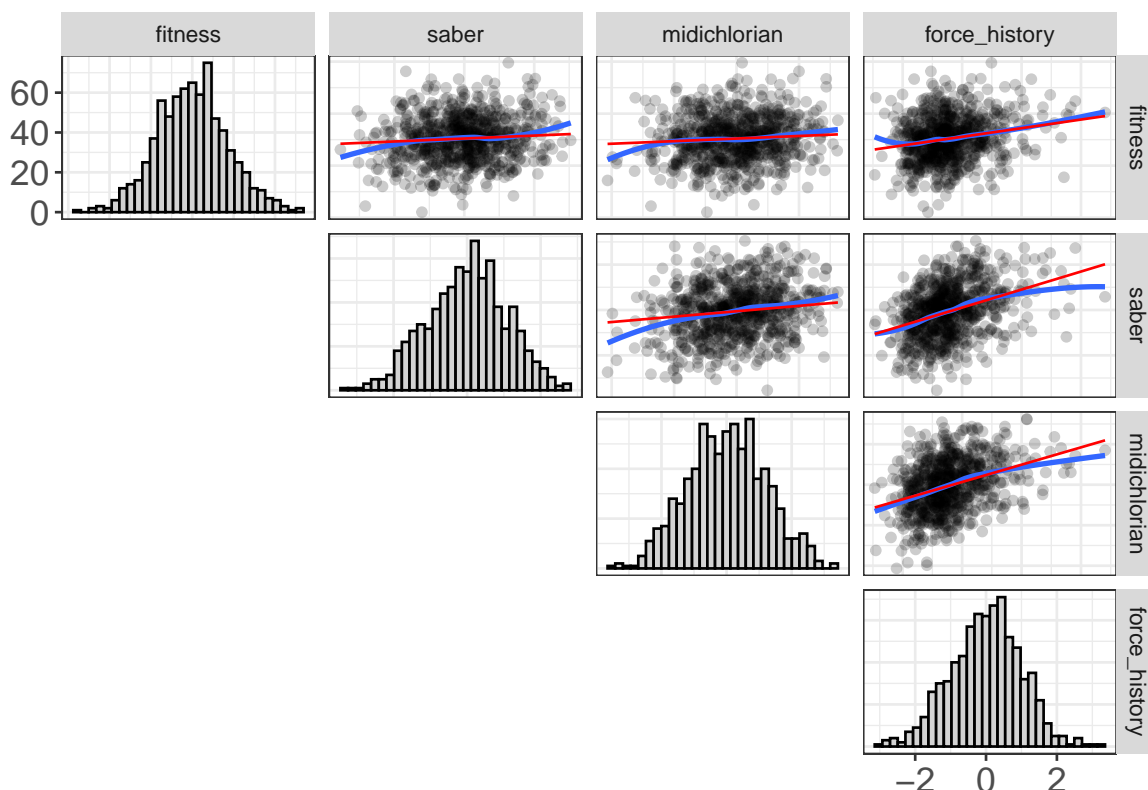 fitness saber midichlorian force_history
60
40
20
0
fitness
saber
midichlorian
force_history
−2 0 2